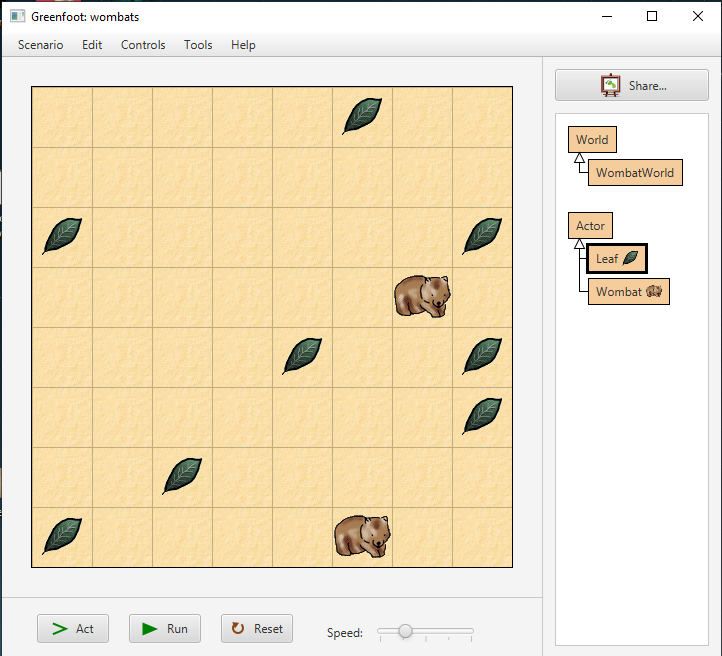 Greenfoot: wombats
Scenario Edit Controls Tools Help
Share...
World
WombatWorld
Actor
Leaf
Wombat
Act Run Reset Speed: